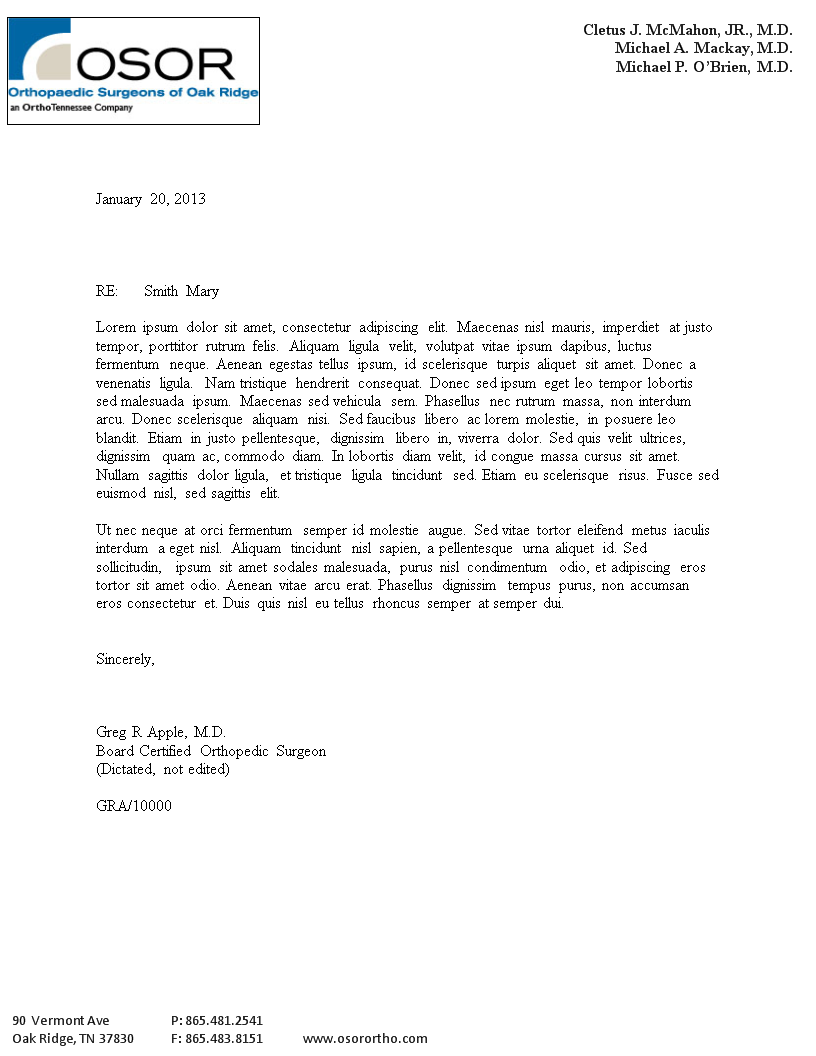 OSOR
Orthopaedic Surgeons of Oak Ridge
an OrthoTennessee Company
Cletus J. McMahon, JR., M.D.
Michael A. Mackay, M.D.
Michael P. O’Brien, M.D.
January 20, 2013
RE: Smith Mary
Lorem ipsum dolor sit amet, consectetur adipiscing elit. Maecenas nisl mauris, imperdiet at justo
tempor, porttitor rutrum felis. Aliquam ligula velit, volutpat vitae ipsum dapibus, luctus
fermentum neque. Aenean egestas tellus ipsum, id scelerisque turpis aliquet sit amet. Donec a
venenatis ligula. Nam tristique hendrerit consequat. Donec sed ipsum eget leo tempor lobortis
sed malesuada ipsum. Maecenas sed vehicula sem. Phasellus nec rutrum massa, non interdum
arcu. Donec scelerisque aliquam nisi. Sed faucibus libero ac lorem molestie, in posuere leo
blandit. Etiam in justo pellentesque, dignissim libero in, viverra dolor. Sed quis velit ultrices,
dignissim quam ac, commodo diam. In lobortis diam velit, id congue massa cursus sit amet.
Nullam sagittis dolor ligula, et tristique ligula tincidunt sed. Etiam eu scelerisque risus. Fusce sed
euismod nisl, sed sagittis elit.
Ut nec neque at orci fermentum semper id molestie augue. Sed vitae tortor eleifend metus iaculis
interdum a eget nisl. Aliquam tincidunt nisl sapien, a pellentesque urna aliquet id. Sed
sollicitudin, ipsum sit amet sodales malesuada, purus nisl condimentum odio, et adipiscing eros
tortor sit amet odio. Aenean vitae arcu erat. Phasellus dignissim tempus purus, non accumsan
eros consectetur et. Duis quis nisl eu tellus rhoncus semper at semper dui.
Sincerely,
Greg R Apple, M.D.
Board Certified Orthopedic Surgeon
(Dictated, not edited)
GRA/10000
90 Vermont Ave P: 865.481.2541
Oak Ridge, TN 37830 F: 865.483.8151 www.osorortho.com